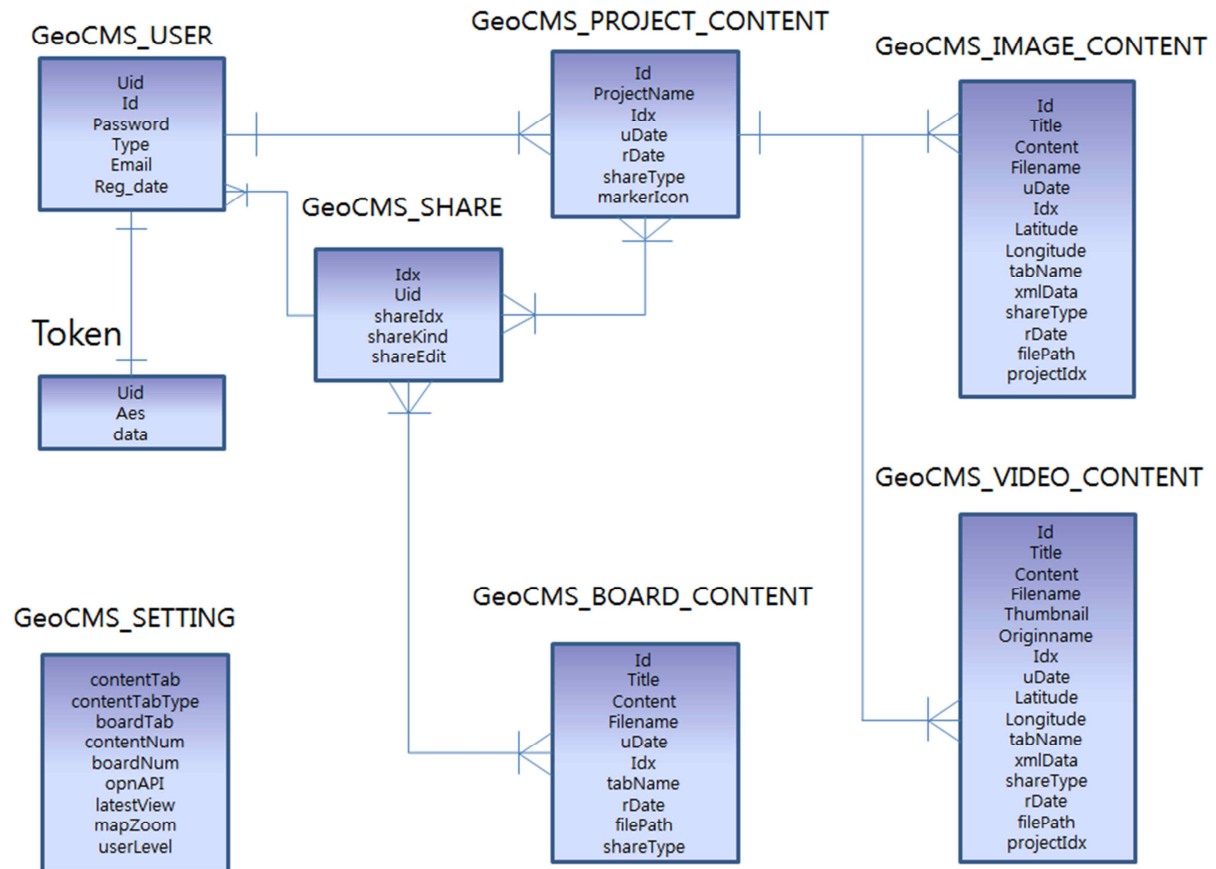 GeoCMS_USER
Uid
Id
Password
Type
Email
Reg_date
GeoCMS_PROJECT_CONTENT
Id
ProjectName
Idx
uDate
rDate
shareType
markerIcon
GeoCMS_IMAGE_CONTENT
Id
Title
Content
Filename
uDate
Idx
Latitude
Longitude
tabName
xmlData
shareType
rDate
filePath
projectIdx
GeoCMS_SHARE
Idx
Uid
shareIdx
shareKind
shareEdit
Token
Uid
Aes
data
GeoCMS_VIDEO_CONTENT
Id
Title
Content
Filename
Thumbnail
Originname
Idx
uDate
Latitude
Longitude
tabName
xmlData
shareType
rDate
filePath
projectIdx
GeoCMS_BOARD_CONTENT
Id
Title
Content
Filename
uDate
Idx
tabName
rDate
filePath
shareType
GeoCMS_SETTING
contentTab
contentTabType
boardTab
contentNum
boardNum
opnAPI
latestView
mapZoom
userLevel